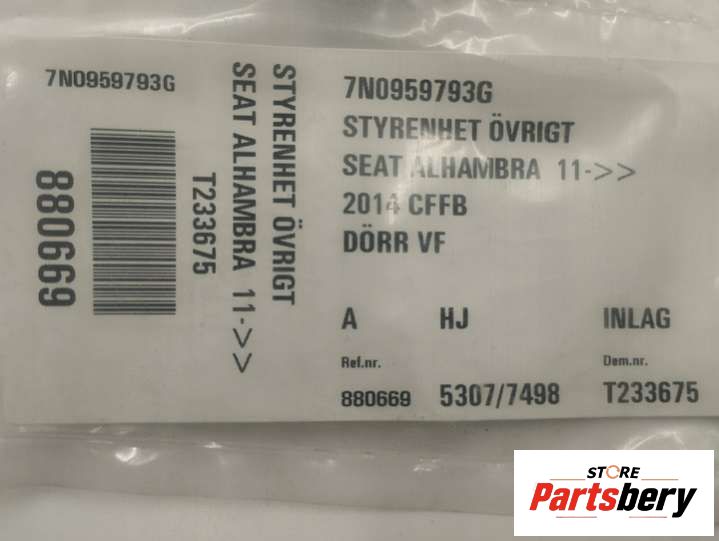 7N0959793G
880669
T233675
STYRENHET ÖVRIGT
SEAT ALHAMBRA 11->>
7N0959793G
STYRENHET ÖVRIGT
SEAT ALHAMBRA 11->>
2014 CFFB
DÖRR VF
A HJ INLAG
Ref.nr. Dem.nr.
880669 5307/7498 T233675
STORE
Partsbery